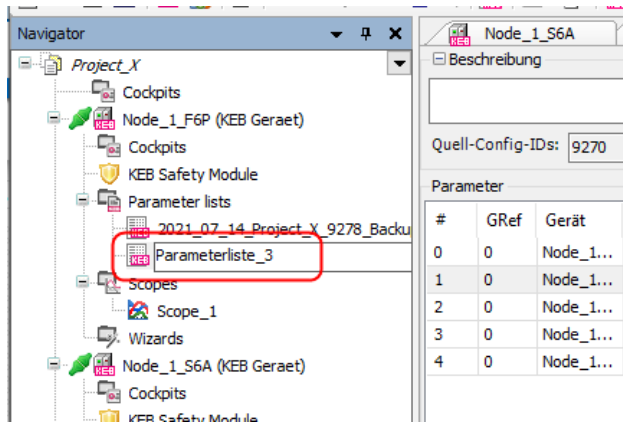 Navigator
Project_X
Cockpits
Node_1_F6P (KEB Geraet)
Cockpits
KEB Safety Module
Parameter lists
2021_07_14_Project_X_9278_Backu
Parameterliste_3
Scopes
Scope_1
Wizards
Node_1_S6A (KEB Geraet)
Cockpits
KEB Safety Module
Node_1_S6A
Beschreibung
Quell-Config-IDs: 9270
Parameter
# GRef Gerät
0 0 Node_1...
1 0 Node_1...
2 0 Node_1...
3 0 Node_1...
4 0 Node_1...